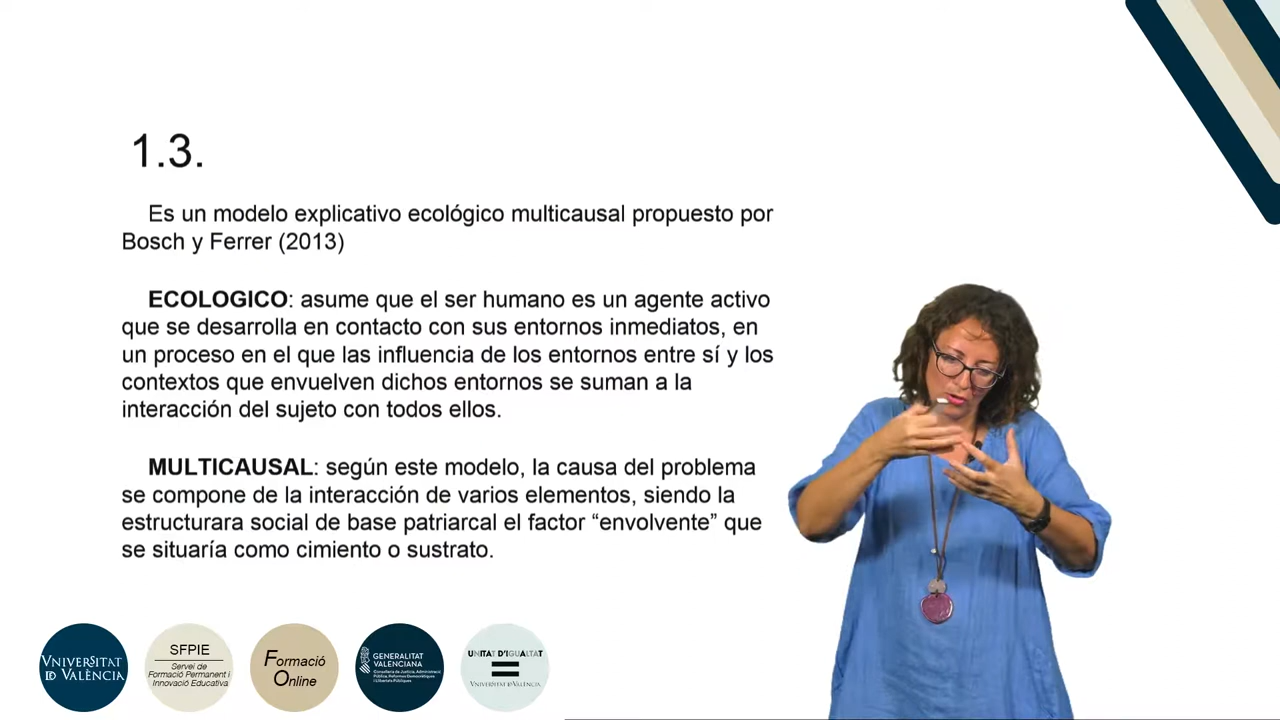 1.3.
Es un modelo explicativo ecológico multicausal propuesto por
Bosch y Ferrer (2013)
ECOLOGICO: asume que el ser humano es un agente activo
que se desarrolla en contacto con sus entornos inmediatos, en
un proceso en el que las influencia de los entornos entre sí y los
contextos que envuelven dichos entornos se suman a la
interacción del sujeto con todos ellos.
MULTICAUSAL: según este modelo, la causa del problema
se compone de la interacción de varios elementos, siendo la
estructurara social de base patriarcal el factor “envolvente” que
se situaría como cimiento o sustrato.
VNIVERSITAT
ID VALÈNCIA
SFPIE
Servei de
Formació Permanent i
Innovació Educativa
Formació
Online
GENERALITAT
VALENCIANA
Conselleria de Justícia, Administració
Pública, Reformes Democràtiques
i Llibertats Públiques
UNITAT D'IGUALTAT
VNIVERSITAT ID VALÈNCIA